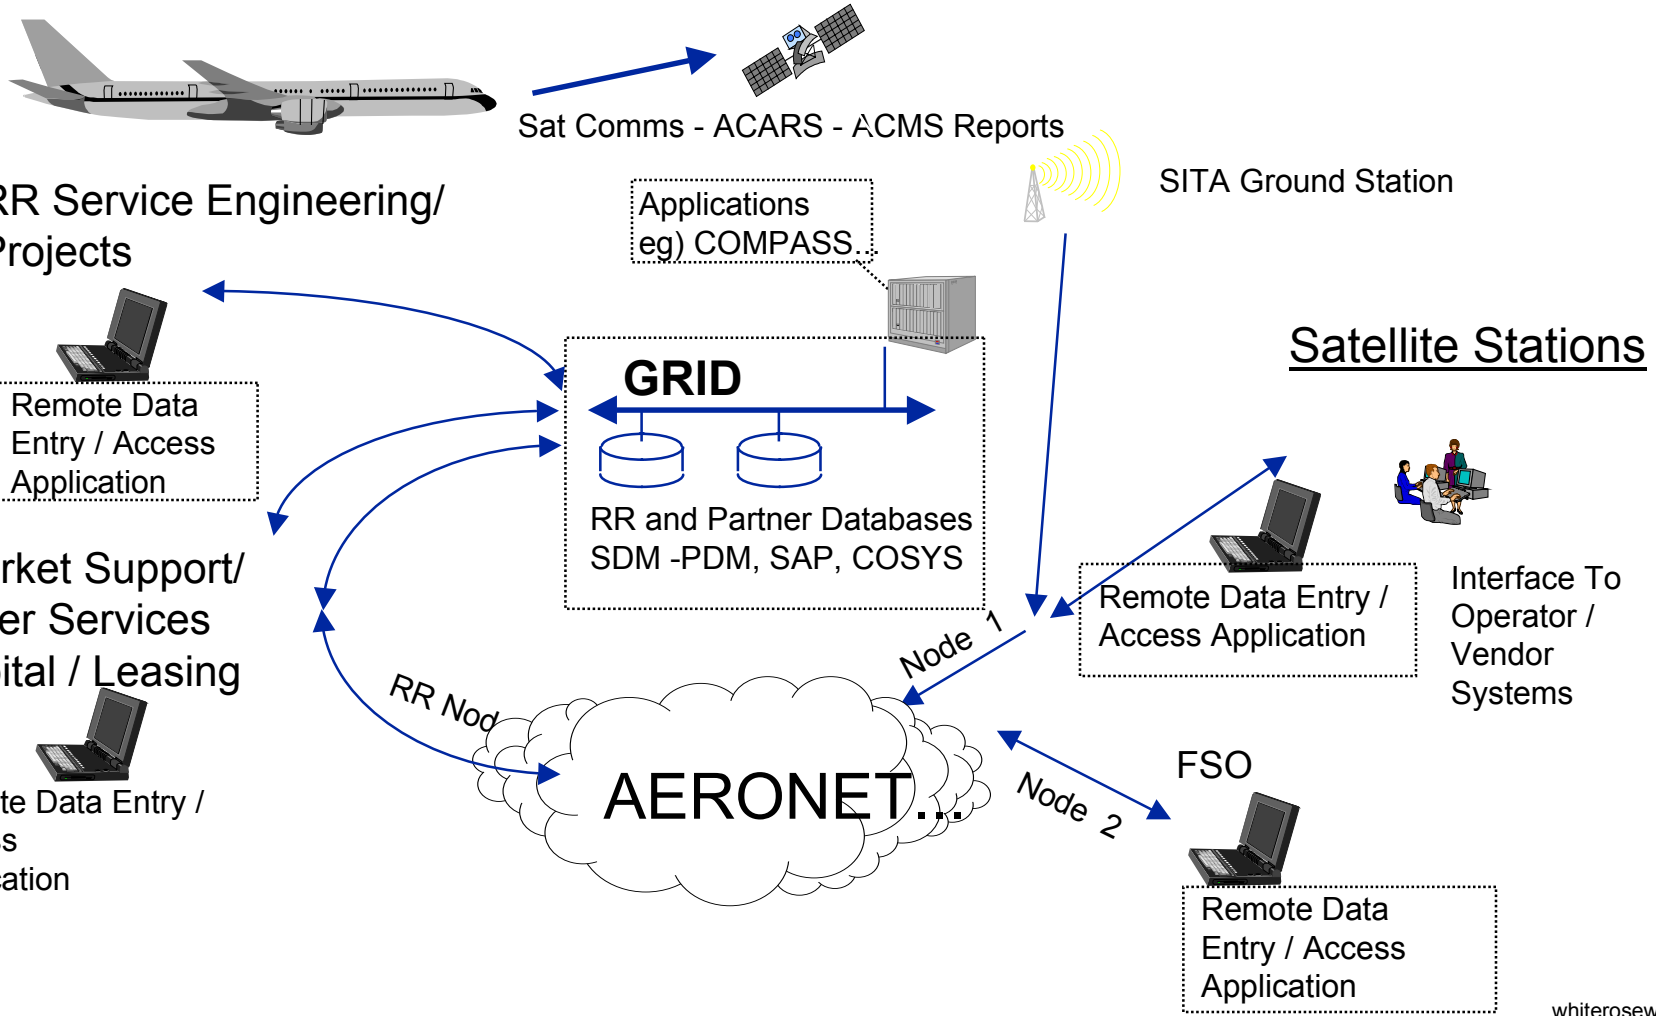 Sat Comms - ACARS - ACMS Reports
SITA Ground Station
RR Service Engineering/
Projects
Applications
eg) COMPASS...
Satellite Stations
GRID
Remote Data
Entry / Access
Application
RR and Partner Databases
SDM -PDM, SAP, COSYS
rket Support/
er Services
pital / Leasing
Remote Data Entry /
Access Application
Interface To
Operator /
Vendor
Systems
Node 1
RR Nod
AERONET...
Node 2
FSO
te Data Entry /
ss
cation
Remote Data
Entry / Access
Application
whiterosew